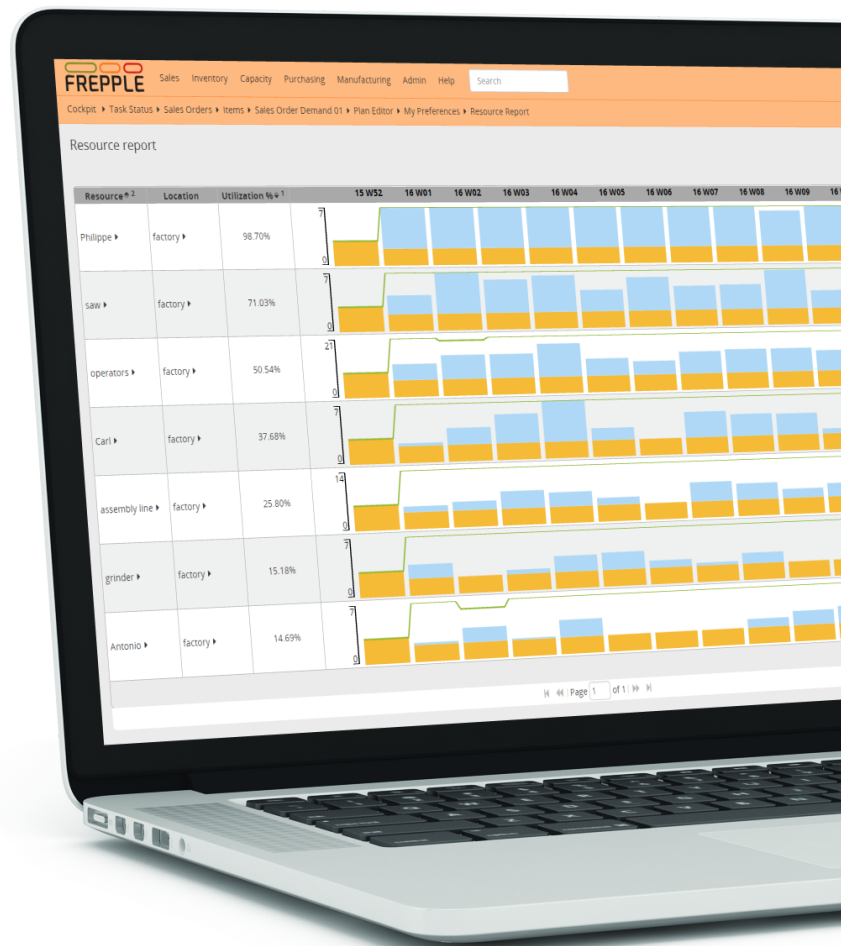 FREPPLE
Sales Inventory Capacity Purchasing Manufacturing Admin Help Search
Cockpit Task Status Sales Orders Items Sales Order Demand 01 Plan Editor My Preferences Resource Report
Resource report
Resource 2 Location Utilization % 1 15 W52 16 W01 16 W02 16 W03 16 W04 16 W05 16 W06 16 W07 16 W08 16 W09
Philippe factory 98.70% 7 0
saw factory 71.03% 7 0
operators factory 50.54% 21 0
Carl factory 37.68% 7 0
assembly line factory 25.80% 14 0
grinder factory 15.18% 7 0
Antonio factory 14.69% 7 0
Page 1 of 1